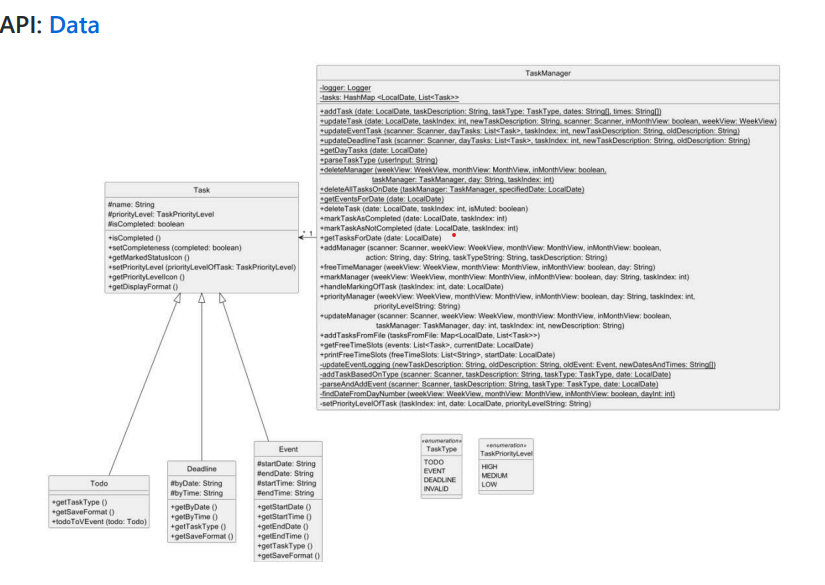 API: Data
TaskManager
-logger: Logger
-tasks: HashMap <LocalDate, List<Task>>
+addTask (date: LocalDate, taskDescription: String, taskType: TaskType, dates: String[], times: String[])
+updateTask (date: LocalDate, taskIndex: int, newTaskDescription: String, scanner: Scanner, inMonthView: boolean, weekView: WeekView)
+updateEventTask (scanner: Scanner, dayTasks: List<Task>, taskIndex: int, newTaskDescription: String, oldDescription: String)
+updateDeadlineTask (scanner: Scanner, dayTasks: List<Task>, taskIndex: int, newTaskDescription: String, oldDescription: String)
+getDayTasks (date: LocalDate)
+parseTaskType (userInput: String)
+deleteManager (weekView: WeekView, monthView: MonthView, inMonthView: boolean,
taskManager: TaskManager, day: String, taskIndex: int)
+deleteAllTasksOnDate (taskManager: TaskManager, specifiedDate: LocalDate)
+getEventsForDate (date: LocalDate)
+deleteTask (date: LocalDate, taskIndex: int, isMuted: boolean)
+markTaskAsCompleted (date: LocalDate, taskIndex: int)
+markTaskAsNotCompleted (date: LocalDate, taskIndex: int)
+getTasksForDate (date: LocalDate)
+addManager (scanner: Scanner, weekView: WeekView, monthView: MonthView, inMonthView: boolean,
action: String, day: String, taskTypeString: String, taskDescription: String)
+freeTimeManager (weekView: WeekView, monthView: MonthView, inMonthView: boolean, day: String)
+markManager (weekView: WeekView, monthView: MonthView, inMonthView: boolean, day: String, taskIndex: int)
+handleMarkingOfTask (taskIndex: int, date: LocalDate)
+priorityManager (weekView: WeekView, monthView: MonthView, inMonthView: boolean, day: String, taskIndex: int,
priorityLevelString: String)
+updateManager (scanner: Scanner, weekView: WeekView, monthView: MonthView, inMonthView: boolean,
taskManager: TaskManager, day: int, taskIndex: int, newDescription: String)
+addTasksFromFile (tasksFromFile: Map<LocalDate, List<Task>>)
+getFreeTimeSlots (events: List<Task>, currentDate: LocalDate)
+printFreeTimeSlots (freeTimeSlots: List<String>, startDate: LocalDate)
-updateEventLogging (newTaskDescription: String, oldDescription: String, oldEvent: Event, newDatesAndTimes: String[])
-addTaskBasedOnType (scanner: Scanner, taskDescription: String, taskType: TaskType, date: LocalDate)
-parseAndAddEvent (scanner: Scanner, taskDescription: String, taskType: TaskType, date: LocalDate)
-findDateFromDayNumber (weekView: WeekView, monthView: MonthView, inMonthView: boolean, dayInt: int)
-setPriorityLevelOfTask (taskIndex: int, date: LocalDate, priorityLevelString: String)
Task
#name: String
#priorityLevel: TaskPriorityLevel
#isCompleted: boolean
+isCompleted ()
+setCompleteness (completed: boolean)
+getMarkedStatusIcon ()
+setPriorityLevel (priorityLevelOfTask: TaskPriorityLevel)
+getPriorityLevelIcon ()
+getDisplayFormat ()
* 1
Todo
+getTaskType ()
+getSaveFormat ()
+todoToVEvent (todo: Todo)
Deadline
#byDate: String
#byTime: String
+getByDate ()
+getByTime ()
+getTaskType ()
+getSaveFormat ()
Event
#startDate: String
#endDate: String
#startTime: String
#endTime: String
+getStartDate ()
+getStartTime ()
+getEndDate ()
+getEndTime ()
+getTaskType ()
+getSaveFormat ()
«enumeration»
TaskType
TODO
EVENT
DEADLINE
INVALID
«enumeration»
TaskPriorityLevel
HIGH
MEDIUM
LOW